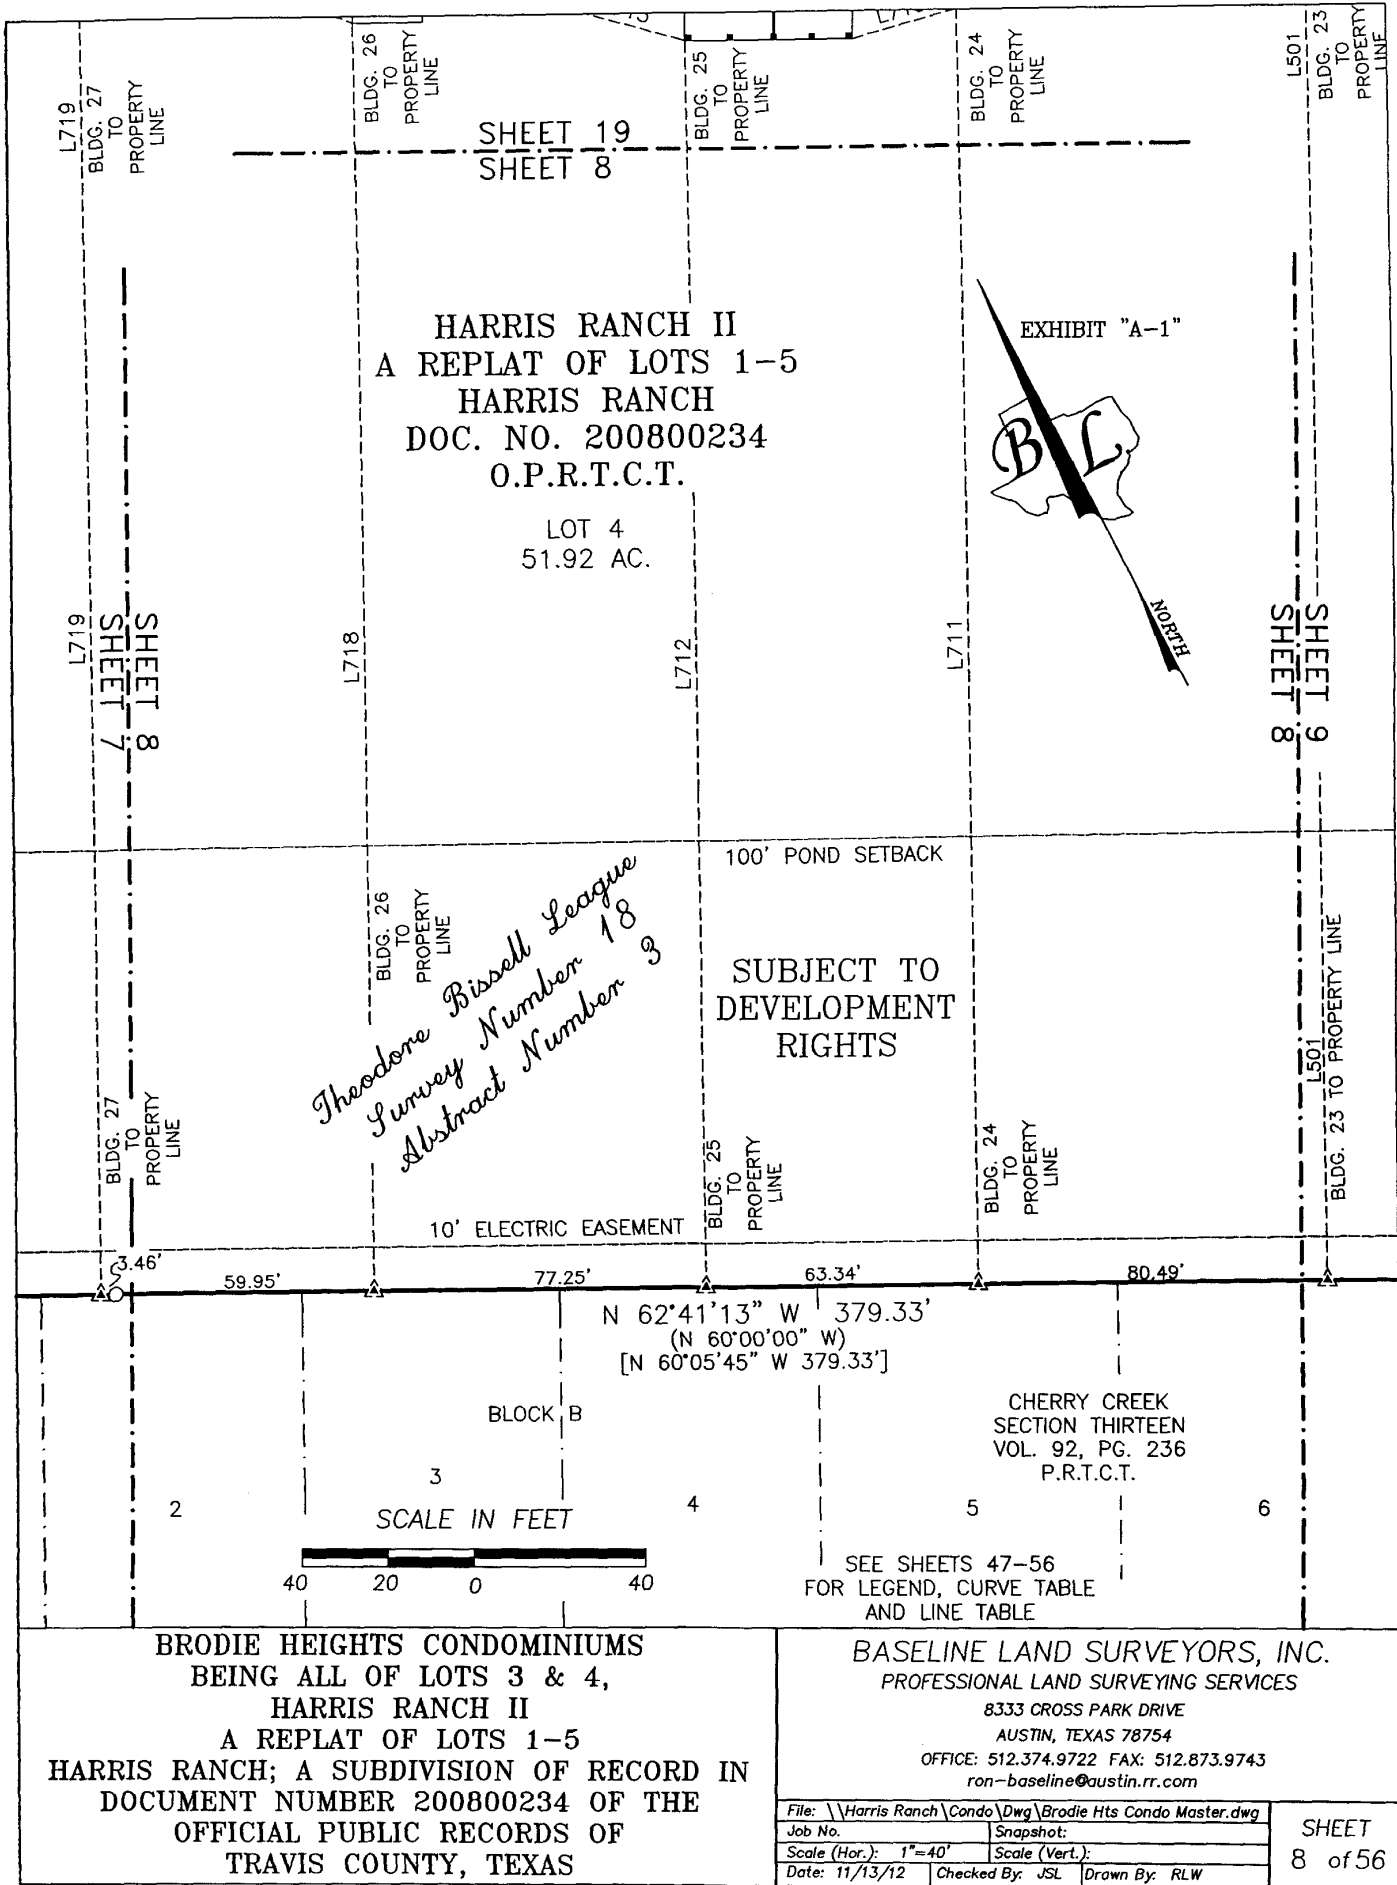 L719
BLDG. 27
TO
PROPERTY
LINE
BLDG. 26
TO
PROPERTY
LINE
BLDG. 25
TO
PROPERTY
LINE
BLDG. 24
TO
PROPERTY
LINE
L501
BLDG. 23
TO
PROPERTY
LINE
SHEET 19
SHEET 8
HARRIS RANCH II
A REPLAT OF LOTS 1-5
HARRIS RANCH
DOC. NO. 200800234
O.P.R.T.C.T.
LOT 4
51.92 AC.
EXHIBIT "A-1"
B L
NORTH
L719
SHEET 7
SHEET 8
L718
L712
L711
SHEET 8
SHEET 9
100' POND SETBACK
BLDG. 26
TO
PROPERTY
LINE
Theodore Bissell League
Survey Number 18
Abstract Number 3
SUBJECT TO
DEVELOPMENT
RIGHTS
L501
BLDG. 23 TO PROPERTY LINE
BLDG. 27
TO
PROPERTY
LINE
BLDG. 25
TO
PROPERTY
LINE
BLDG. 24
TO
PROPERTY
LINE
10' ELECTRIC EASEMENT
3.46'
59.95'
77.25'
63.34'
80.49'
N 62°41'13" W 379.33'
(N 60°00'00" W)
[N 60°05'45" W 379.33']
BLOCK B
CHERRY CREEK
SECTION THIRTEEN
VOL. 92, PG. 236
P.R.T.C.T.
2
3
4
5
6
SCALE IN FEET
40 20 0 40
SEE SHEETS 47-56
FOR LEGEND, CURVE TABLE
AND LINE TABLE
BRODIE HEIGHTS CONDOMINIUMS
BEING ALL OF LOTS 3 & 4,
HARRIS RANCH II
A REPLAT OF LOTS 1-5
HARRIS RANCH; A SUBDIVISION OF RECORD IN
DOCUMENT NUMBER 200800234 OF THE
OFFICIAL PUBLIC RECORDS OF
TRAVIS COUNTY, TEXAS
BASELINE LAND SURVEYORS, INC.
PROFESSIONAL LAND SURVEYING SERVICES
8333 CROSS PARK DRIVE
AUSTIN, TEXAS 78754
OFFICE: 512.374.9722 FAX: 512.873.9743
ron-baseline@austin.rr.com
File: \\Harris Ranch\Condo\Dwg\Brodie Hts Condo Master.dwg
Job No. Snapshot:
Scale (Hor.): 1"=40' Scale (Vert.):
Date: 11/13/12 Checked By: JSL Drawn By: RLW
SHEET
8 of 56